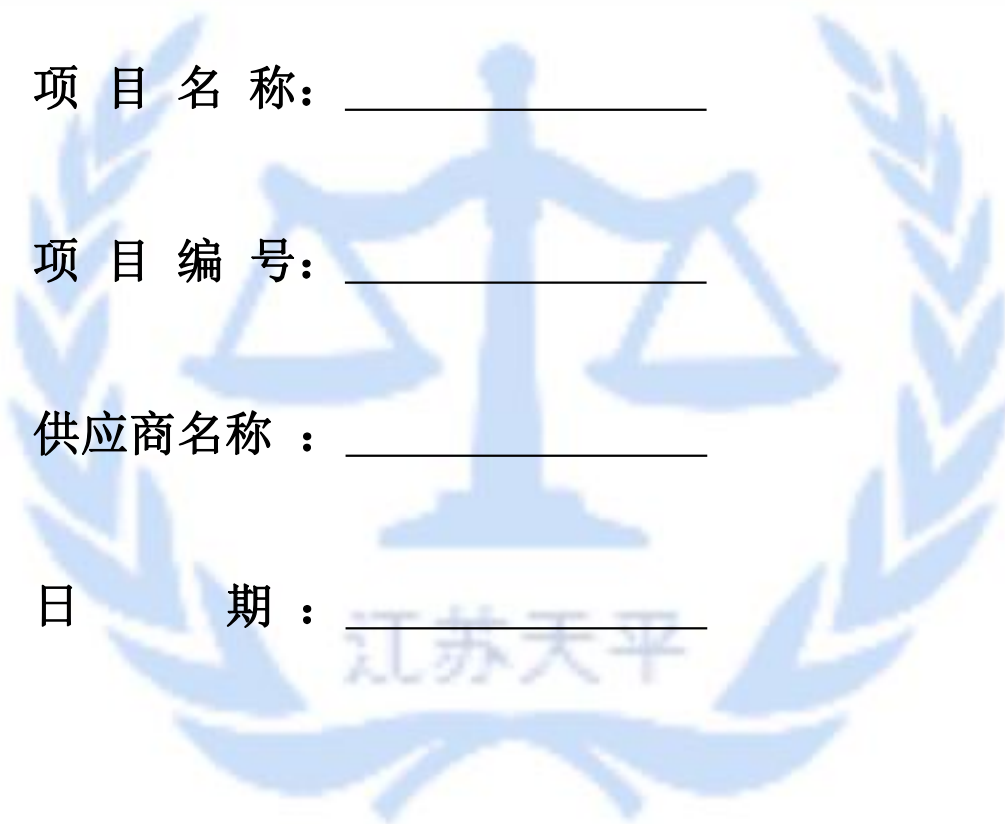 项 目 名 称：
项 目 编 号：
供应商名称 ：
日 期 ：
江苏天平